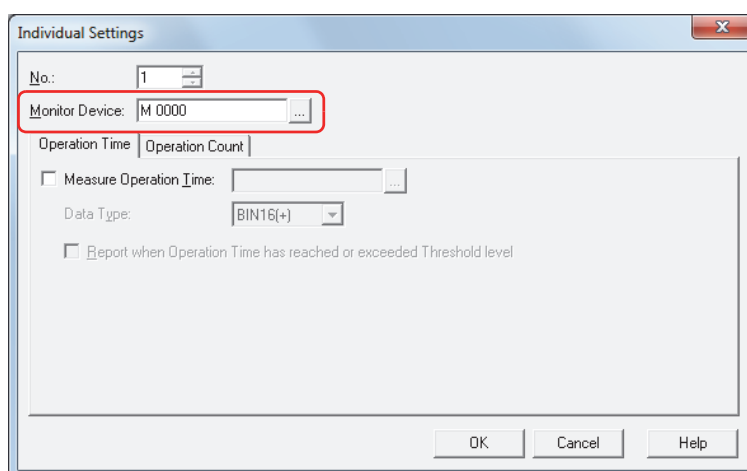 Individual Settings
No.: 1
Monitor Device: M 0000 ...
Operation Time Operation Count
Measure Operation Time: ...
Data Type: BIN16(+)
Report when Operation Time has reached or exceeded Threshold level
OK Cancel Help